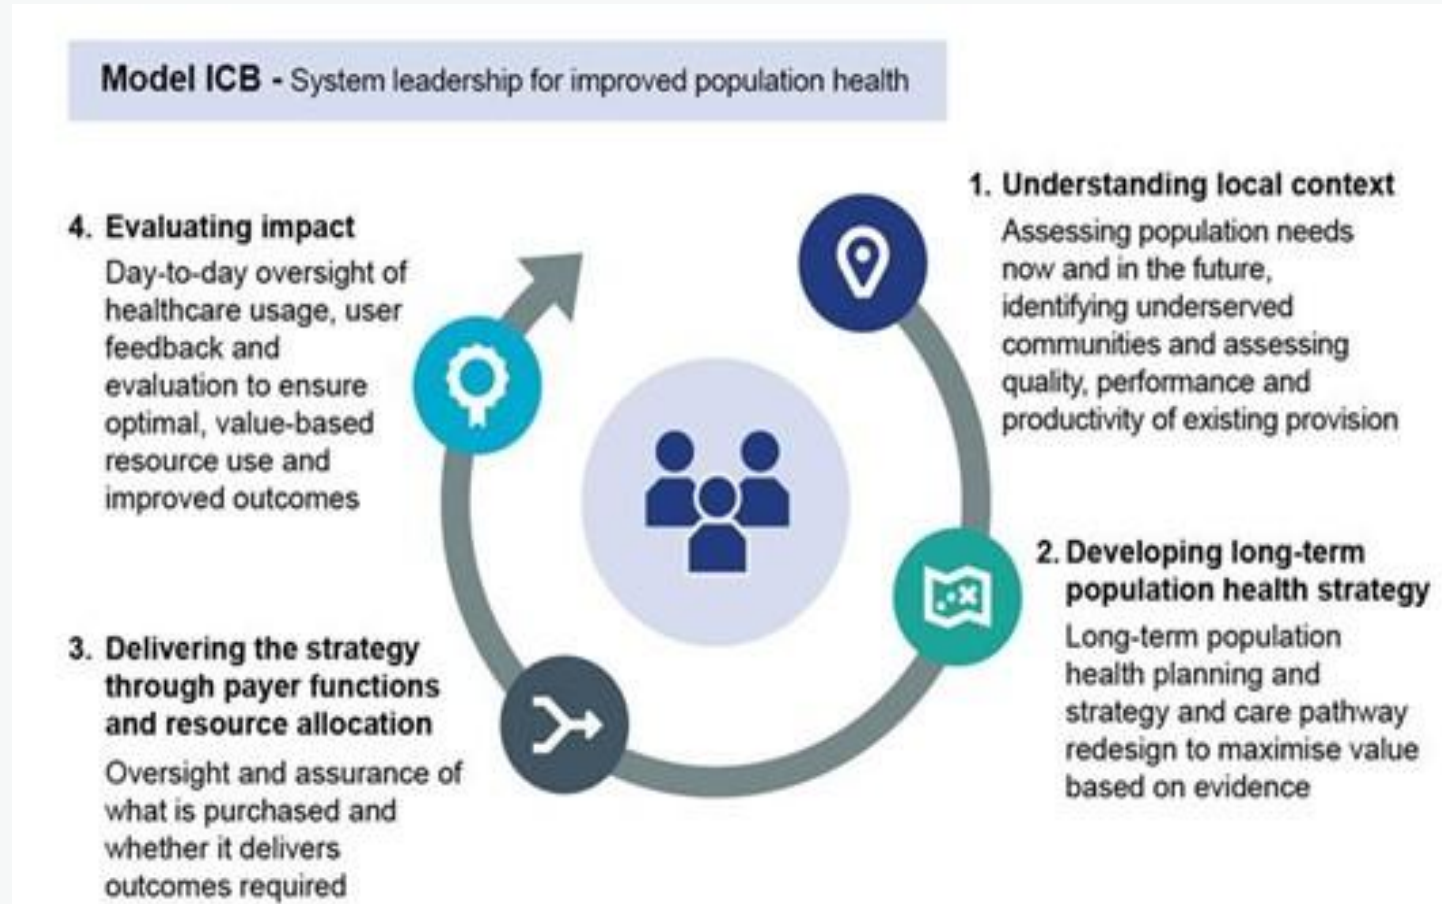 Model ICB - System leadership for improved population health
1. Understanding local context
Assessing population needs
now and in the future,
identifying underserved
communities and assessing
quality, performance and
productivity of existing provision
2. Developing long-term
population health strategy
Long-term population
health planning and
strategy and care pathway
redesign to maximise value
based on evidence
3. Delivering the strategy
through payer functions
and resource allocation
Oversight and assurance of
what is purchased and
whether it delivers
outcomes required
4. Evaluating impact
Day-to-day oversight of
healthcare usage, user
feedback and
evaluation to ensure
optimal, value-based
resource use and
improved outcomes